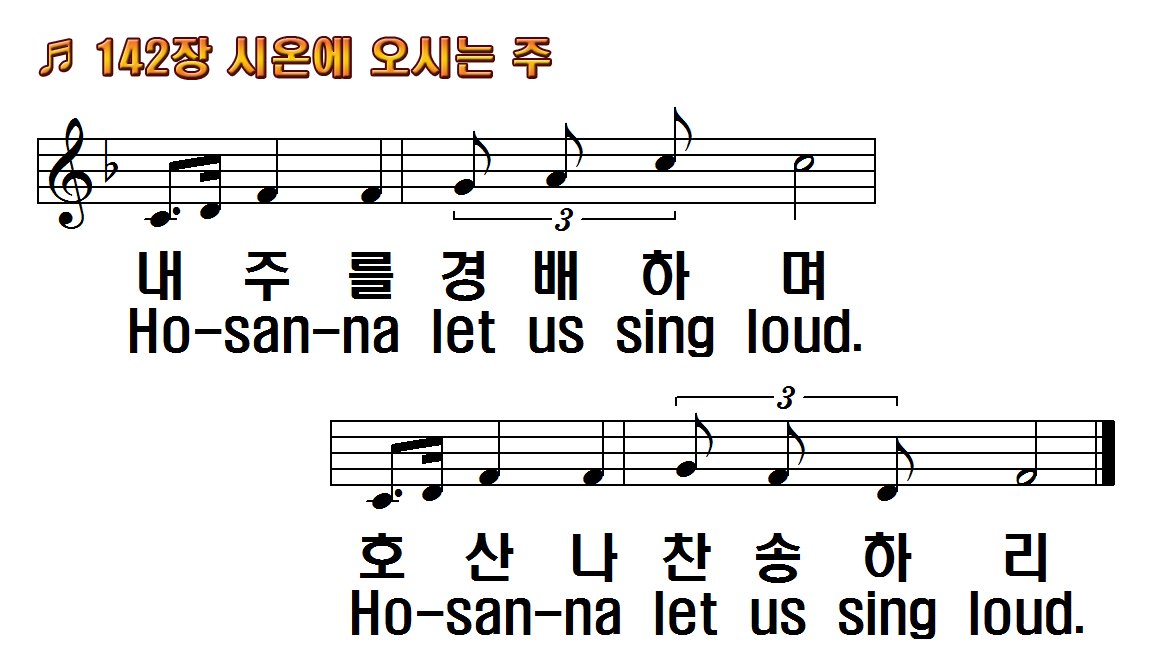 ♬ 142장 시온에 오시는 주
3
내 주 를 경 배 하 며
Ho-san-na let us sing loud.
3
호 산 나 찬 송 하 리
Ho-san-na let us sing loud.